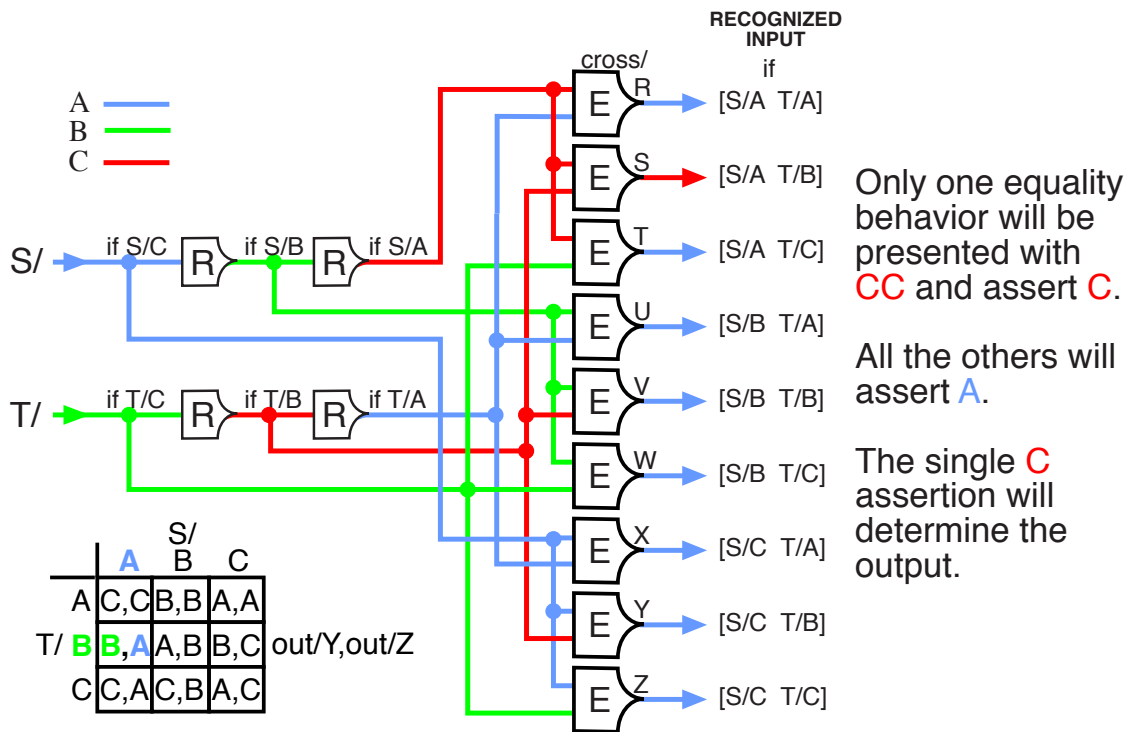 RECOGNIZED
INPUT
if
cross/
A
B
C
E R [S/A T/A]
E S [S/A T/B]
E T [S/A T/C]
E U [S/B T/A]
E V [S/B T/B]
E W [S/B T/C]
E X [S/C T/A]
E Y [S/C T/B]
E Z [S/C T/C]
S/ if S/C R if S/B R if S/A
T/ if T/C R if T/B R if T/A
S/
A B C
A C,C B,B A,A
T/ B B,A A,B B,C out/Y,out/Z
C C,A C,B A,C
Only one equality
behavior will be
presented with
CC and assert C.
All the others will
assert A.
The single C
assertion will
determine the
output.